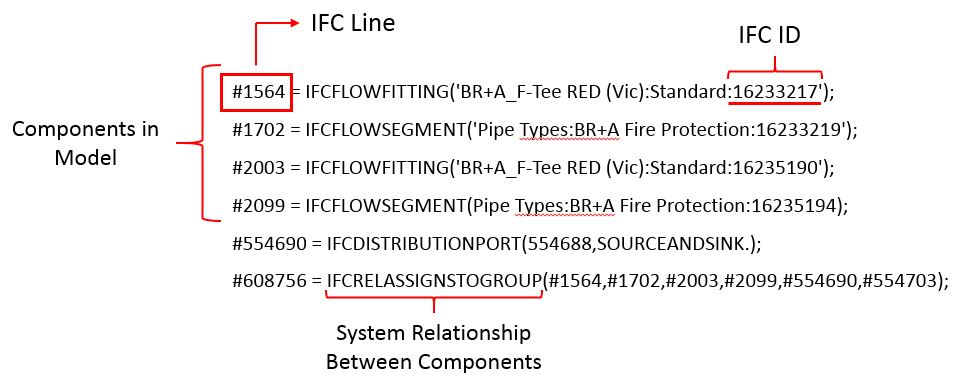 IFC Line
IFC ID
#1564 = IFCFLOWFITTING('BR+A_F-Tee RED (Vic):Standard:16233217');
#1702 = IFCFLOWSEGMENT('Pipe Types:BR+A Fire Protection:16233219');
Components in
Model
#2003 = IFCFLOWFITTING('BR+A_F-Tee RED (Vic):Standard:16235190');
#2099 = IFCFLOWSEGMENT(Pipe Types:BR+A Fire Protection:16235194);
#554690 = IFCDISTRIBUTIONPORT(554688,SOURCEANDSINK.);
#608756 = IFCRELASSIGNSTOGROUP(#1564,#1702,#2003,#2099,#554690,#554703);
System Relationship
Between Components